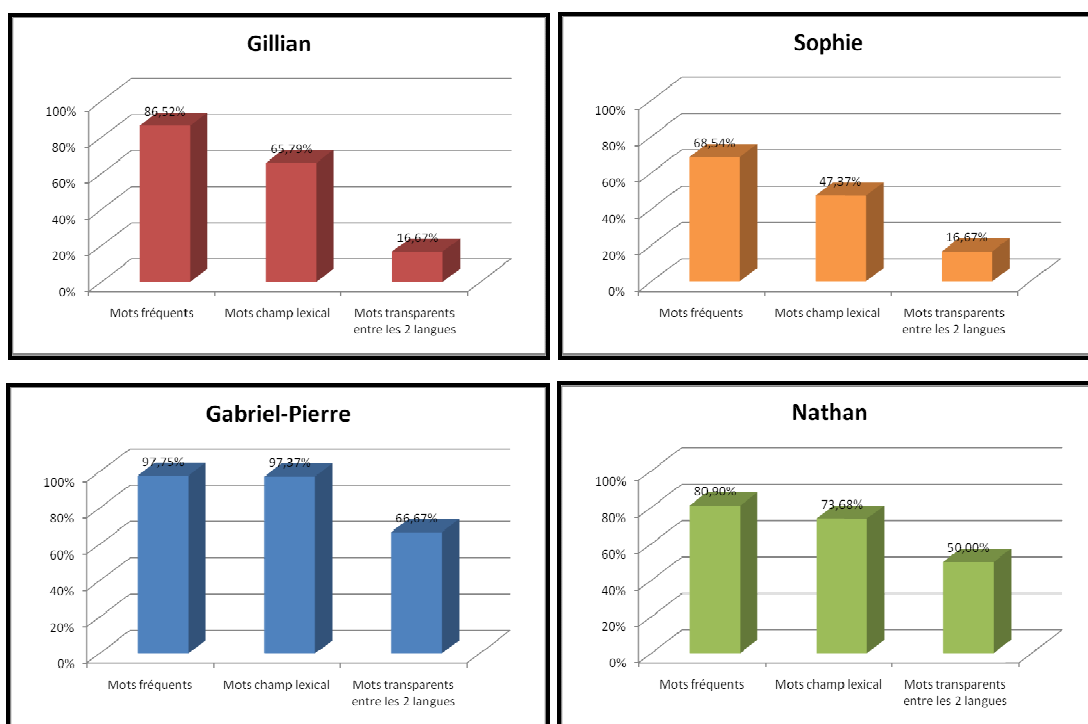 Gillian
100%
80%
60%
40%
20%
0%
86,52%
65,79%
16,67%
Mots fréquents
Mots champ lexical
Mots transparents
entre les 2 langues
Sophie
100%
80%
60%
40%
20%
0%
68,54%
47,37%
16,67%
Mots fréquents
Mots champ lexical
Mots transparents
entre les 2 langues
Gabriel-Pierre
100%
80%
60%
40%
20%
0%
97,75%
97,37%
66,67%
Mots fréquents
Mots champ lexical
Mots transparents
entre les 2 langues
Nathan
100%
80%
60%
40%
20%
0%
80,90%
73,68%
50,00%
Mots fréquents
Mots champ lexical
Mots transparents
entre les 2 langues